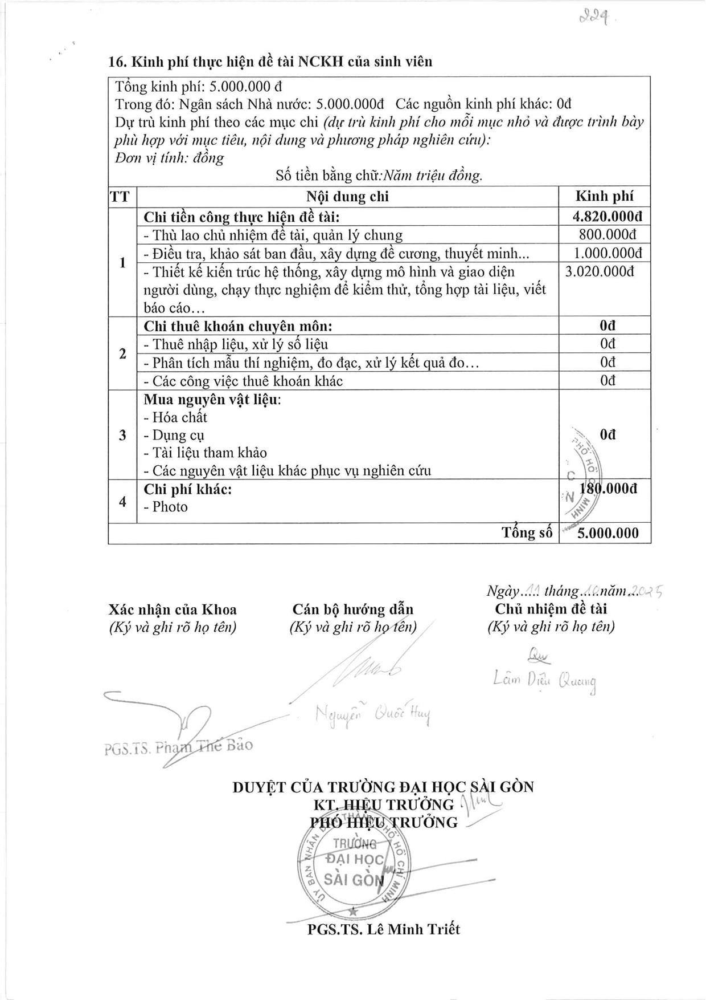 224
16. Kinh phí thực hiện đề tài NCKH của sinh viên
Tổng kinh phí: 5.000.000 đ
Trong đó: Ngân sách Nhà nước: 5.000.000đ Các nguồn kinh phí khác: 0đ
Dự trù kinh phí theo các mục chi (dự trù kinh phí cho mỗi mục nhỏ và được trình bày
phù hợp với mục tiêu, nội dung và phương pháp nghiên cứu):
Đơn vị tính: đồng
Số tiền bằng chữ:Năm triệu đồng.
TT Nội dung chi Kinh phí
1
Chi tiền công thực hiện đề tài: 4.820.000đ
- Thù lao chủ nhiệm đề tài, quản lý chung 800.000đ
- Điều tra, khảo sát ban đầu, xây dựng đề cương, thuyết minh... 1.000.000đ
- Thiết kế kiến trúc hệ thống, xây dựng mô hình và giao diện 3.020.000đ
người dùng, chạy thực nghiệm để kiểm thử, tổng hợp tài liệu, viết
báo cáo…
2
Chi thuê khoán chuyên môn: 0đ
- Thuê nhập liệu, xử lý số liệu 0đ
- Phân tích mẫu thí nghiệm, đo đạc, xử lý kết quả đo… 0đ
- Các công việc thuê khoán khác 0đ
Mua nguyên vật liệu:
- Hóa chất
3 - Dụng cụ 0đ
- Tài liệu tham khảo
- Các nguyên vật liệu khác phục vụ nghiên cứu
PHỐ HỒ CHÍ MINH
C
N
Chi phí khác: 180.000đ
4 - Photo
Tổng số 5.000.000
Ngày..11.. tháng..10..năm...2025
Xác nhận của Khoa Cán bộ hướng dẫn Chủ nhiệm đề tài
(Ký và ghi rõ họ tên) (Ký và ghi rõ họ tên) (Ký và ghi rõ họ tên)
Lâm Diệu Quang
Nguyễn Quốc Huy
PGS.TS. Phạm Thế Bảo
DUYỆT CỦA TRƯỜNG ĐẠI HỌC SÀI GÒN
KT. HIỆU TRƯỞNG
PHÓ HIỆU TRƯỞNG
ỦY BAN NHÂN DÂN THÀNH PHỐ HỒ CHÍ MINH
TRƯỜNG
ĐẠI HỌC
SÀI GÒN
PGS.TS. Lê Minh Triết